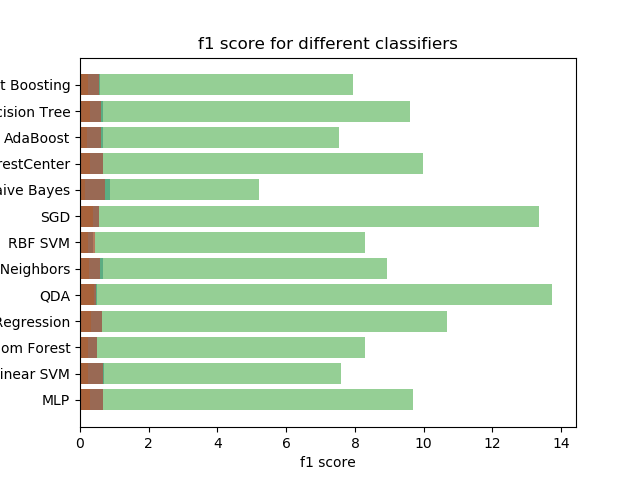 f1 score for different classifiers
t Boosting
cision Tree
AdaBoost
restCenter
aive Bayes
SGD
RBF SVM
Neighbors
QDA
Regression
om Forest
inear SVM
MLP
0 2 4 6 8 10 12 14
f1 score